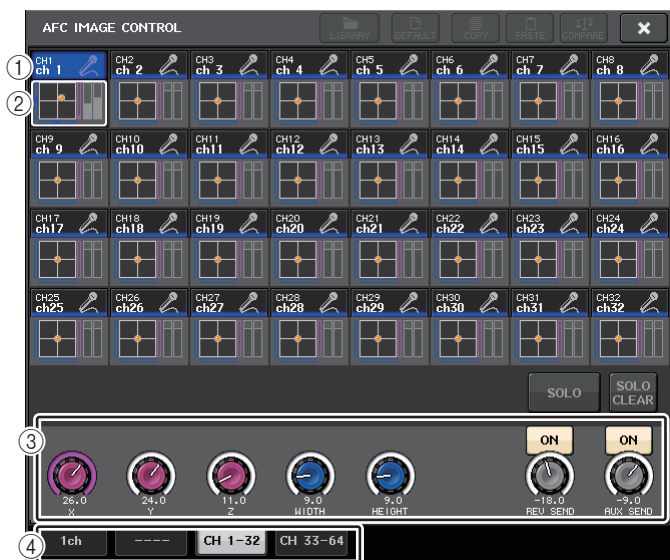 AFC IMAGE CONTROL
LIBRARY DEFAULT COPY PASTE COMPARE
① CH1 CH2 CH3 CH4 CH5 CH6 CH7 CH8
ch 1 ch 2 ch 3 ch 4 ch 5 ch 6 ch 7 ch 8
②
CH9 CH10 CH11 CH12 CH13 CH14 CH15 CH16
ch 9 ch10 ch11 ch12 ch13 ch14 ch15 ch16
CH17 CH18 CH19 CH20 CH21 CH22 CH23 CH24
ch17 ch18 ch19 ch20 ch21 ch22 ch23 ch24
CH25 CH26 CH27 CH28 CH29 CH30 CH31 CH32
ch25 ch26 ch27 ch28 ch29 ch30 ch31 ch32
SOLO SOLO CLEAR
③ ON ON
26.0 24.0 11.0 9.0 9.0 -18.0 -9.0
X Y Z WIDTH HEIGHT REV SEND AUX SEND
④ 1ch ---- CH 1-32 CH 33-64